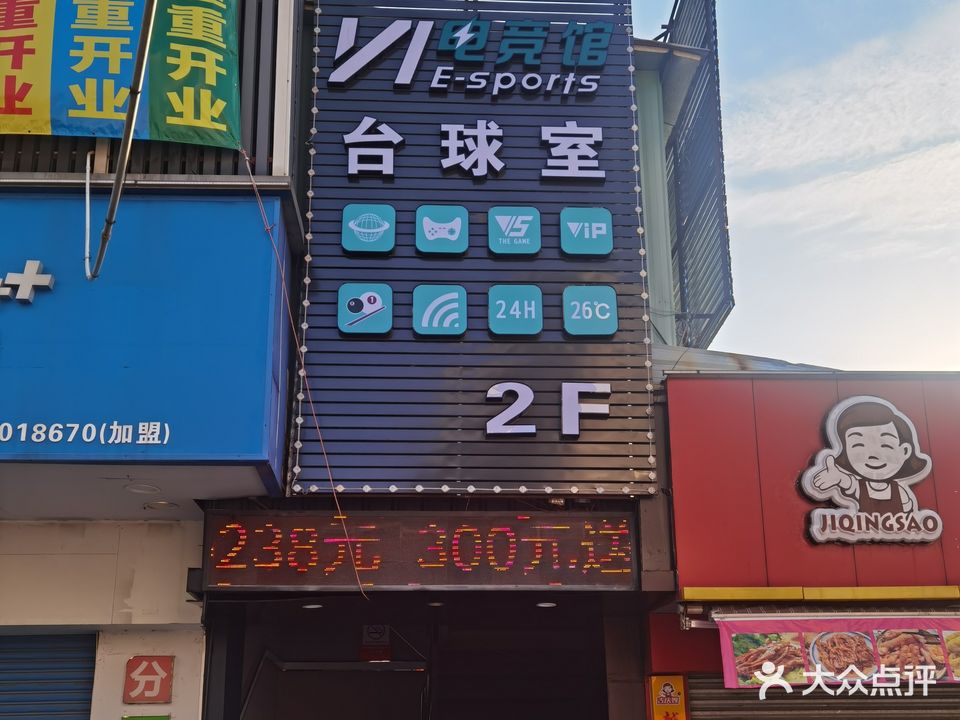 重开业
重开业
重开业
VI电竞馆
E-sports
台球室
VS
THE GAME
VIP
1
24H
26℃
2F
018670(加盟)
238元 300元送
JIQINGSAO
分
大众点评